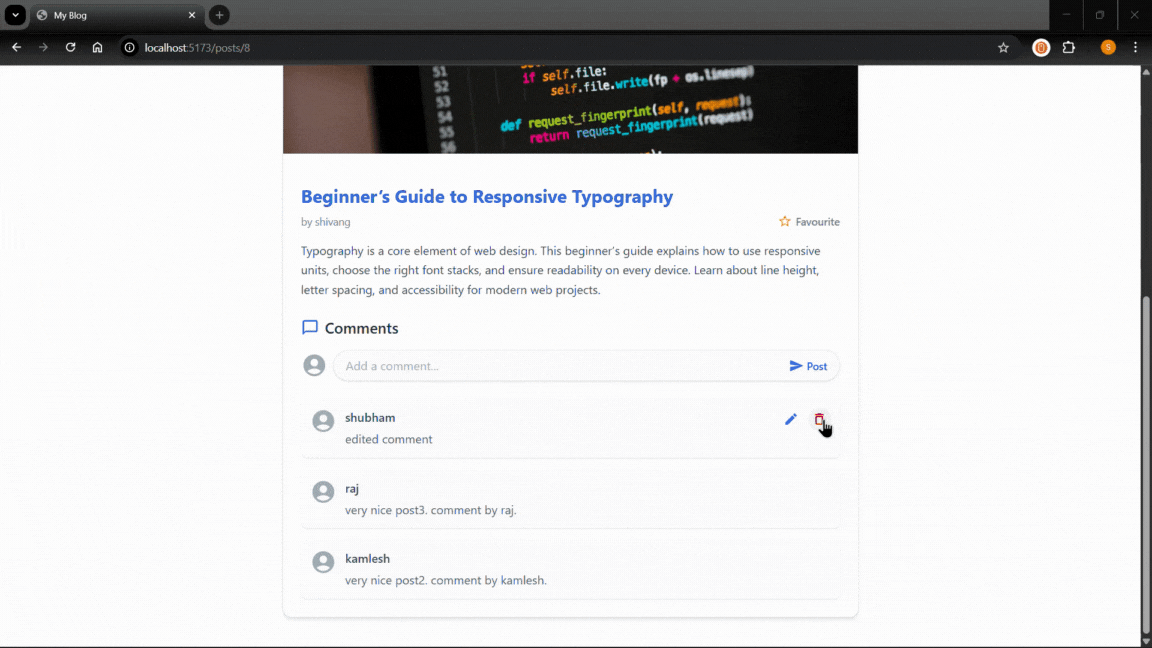 My Blog
localhost:5173/posts/8
S
51
52 if self.file:
53 self.file.write(fp + os.linesep)
54 def request_fingerprint(self, request):
55 return request_fingerprint(request)
56
Beginner’s Guide to Responsive Typography
by shivang
Favourite
Typography is a core element of web design. This beginner’s guide explains how to use responsive
units, choose the right font stacks, and ensure readability on every device. Learn about line height,
letter spacing, and accessibility for modern web projects.
Comments
Add a comment...
Post
shubham
edited comment
raj
very nice post3. comment by raj.
kamlesh
very nice post2. comment by kamlesh.